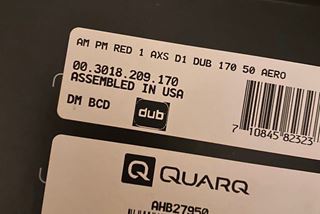 AM PM RED 1 AXS D1 DUB 170 50 AERO
00.3018.209.170
ASSEMBLED IN USA
DM BCD
dub
7 10845 82323
QUARQ
AHB27950